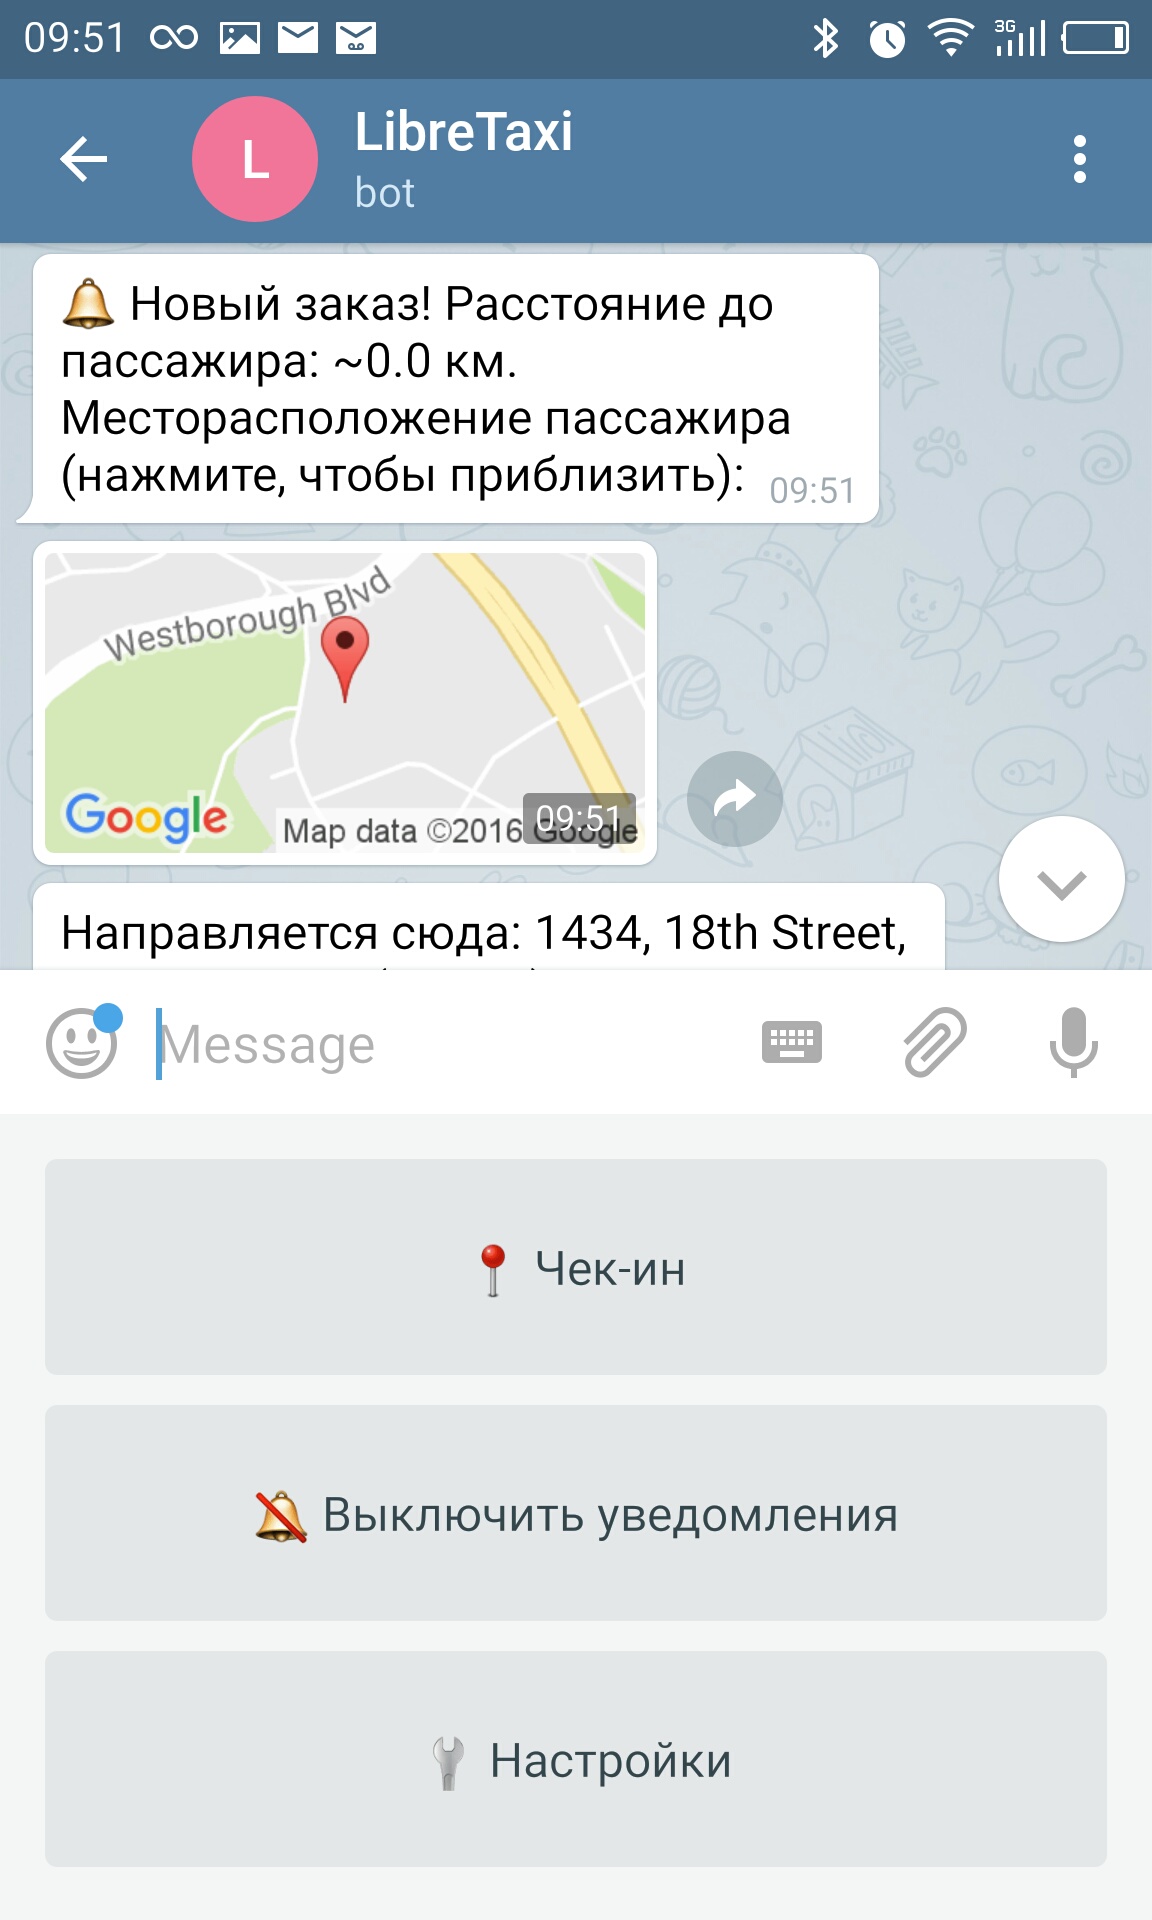 09:51
3G
L
LibreTaxi
bot
🔔 Новый заказ! Расстояние до
пассажира: ~0.0 км.
Месторасположение пассажира
(нажмите, чтобы приблизить):
09:51
Westborough Blvd
Google
Map data ©2016 Google
09:51
Направляется сюда: 1434, 18th Street,
Message
📍 Чек-ин
🔕 Выключить уведомления
🔧 Настройки